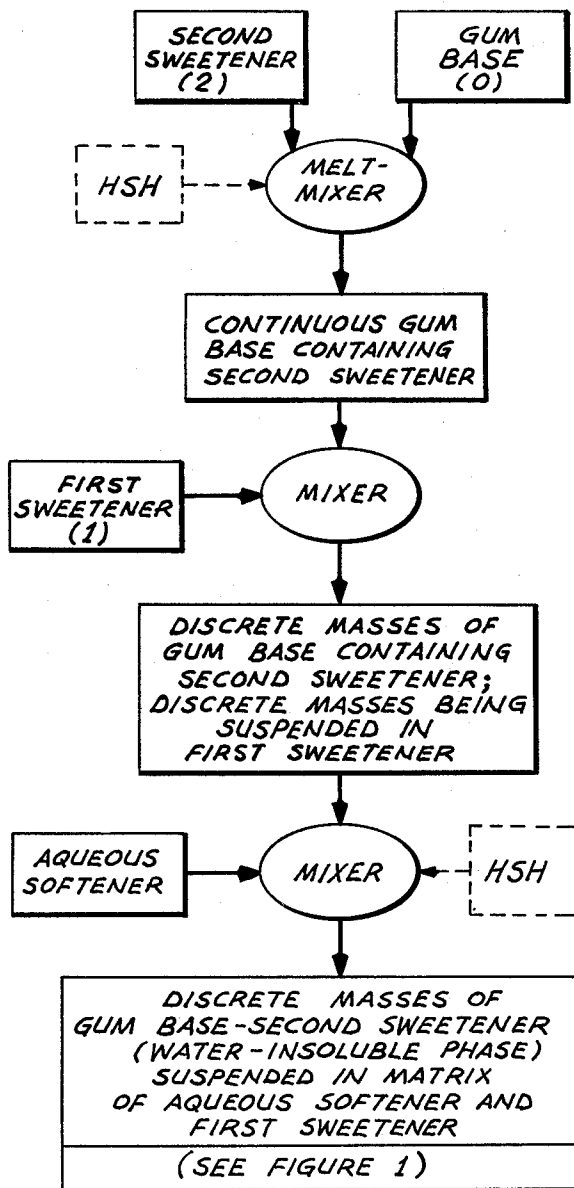 SECOND
SWEETENER
(2)
GUM
BASE
(0)
HSH
MELT-
MIXER
CONTINUOUS GUM
BASE CONTAINING
SECOND SWEETENER
FIRST
SWEETENER
(1)
MIXER
DISCRETE MASSES OF
GUM BASE CONTAINING
SECOND SWEETENER;
DISCRETE MASSES BEING
SUSPENDED IN
FIRST SWEETENER
AQUEOUS
SOFTENER
MIXER
HSH
DISCRETE MASSES OF
GUM BASE-SECOND SWEETENER
(WATER-INSOLUBLE PHASE)
SUSPENDED IN MATRIX
OF AQUEOUS SOFTENER AND
FIRST SWEETENER
(SEE FIGURE 1)